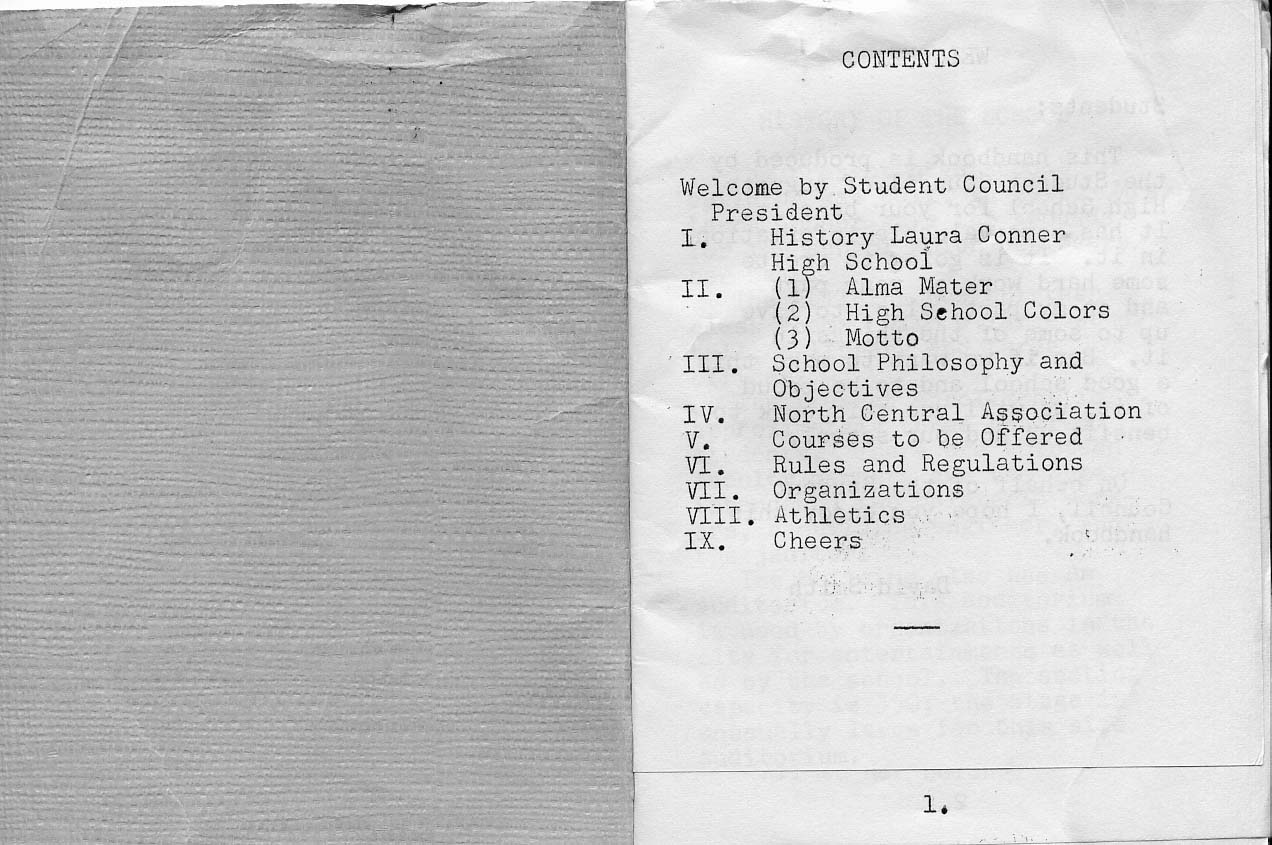 CONTENTS
Welcome by Student Council
President
I. History Laura Conner
High School
II. (1) Alma Mater
(2) High School Colors
(3) Motto
III. School Philosophy and
Objectives
IV. North Central Association
V. Courses to be Offered
VI. Rules and Regulations
VII. Organizations
VIII. Athletics
IX. Cheers
1.